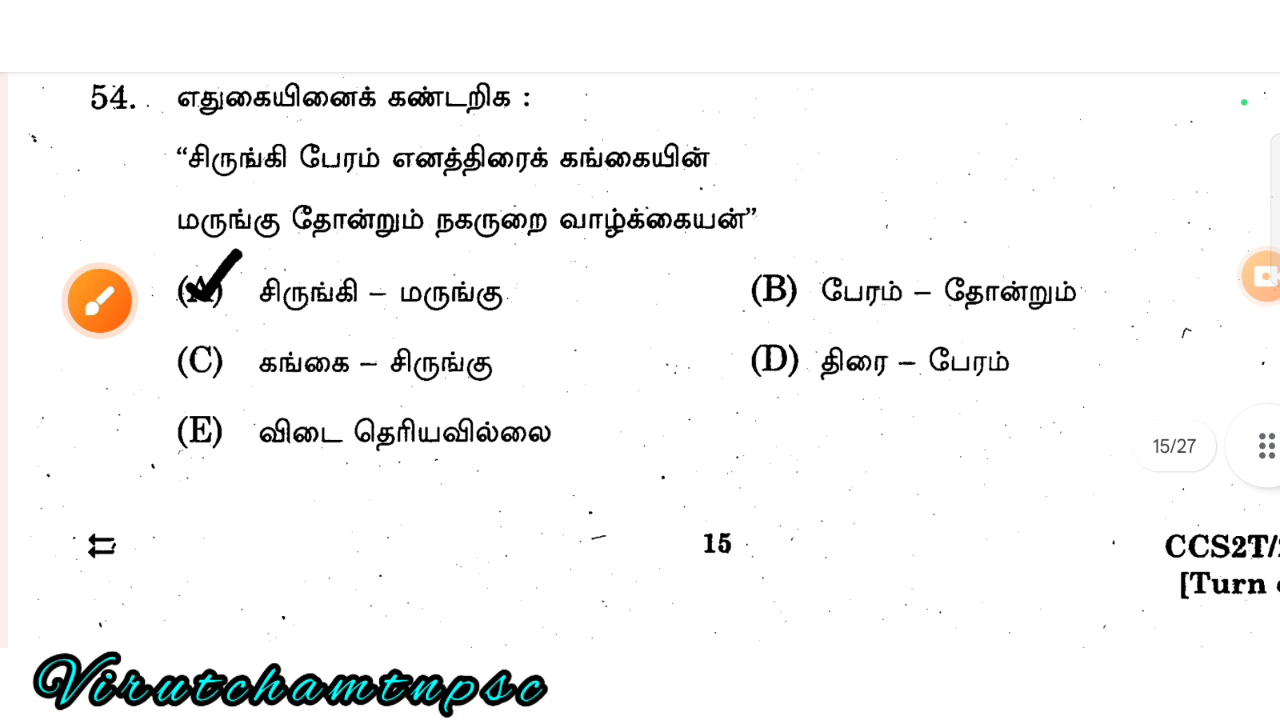 54. எதுகையினைக் கண்டறிக :
“சிருங்கி பேரம் எனத்திரைக் கங்கையின்
மருங்கு தோன்றும் நகருறை வாழ்க்கையன்”
(A) சிருங்கி – மருங்கு (B) பேரம் – தோன்றும்
(C) கங்கை – சிருங்கு (D) திரை – பேரம்
(E) விடை தெரியவில்லை
15/27
15 CCS2T/
[Turn
Virutchamtnpsc